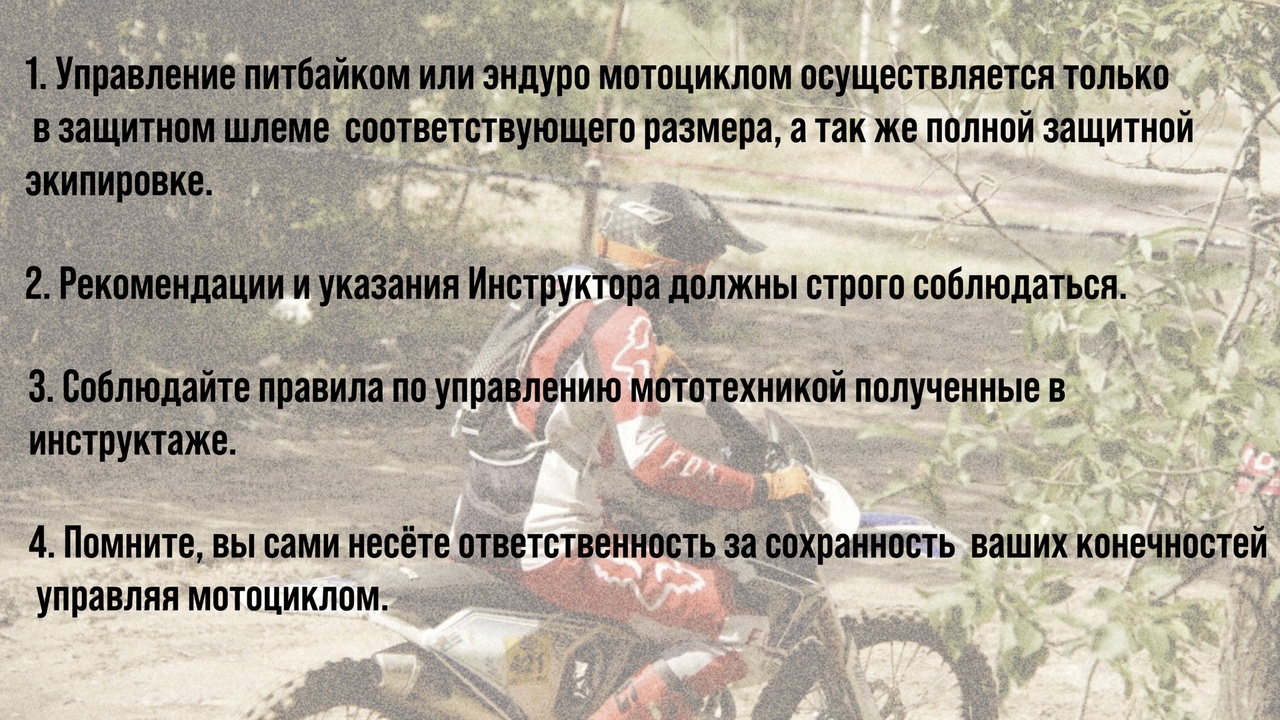 1. Управление питбайком или эндуро мотоциклом осуществляется только
в защитном шлеме соответствующего размера, а так же полной защитной
экипировке.
2. Рекомендации и указания Инструктора должны строго соблюдаться.
3. Соблюдайте правила по управлению мототехникой полученные в
инструктаже.
4. Помните, вы сами несёте ответственность за сохранность ваших конечностей
управляя мотоциклом.
FOX